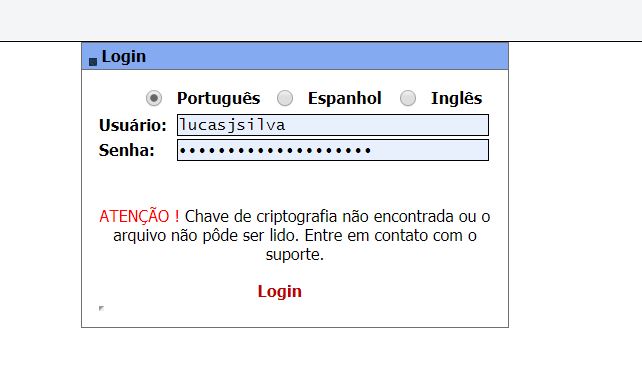 Login
Português Espanhol Inglês
Usuário: lucasjsilva
Senha: ••••••••••••••••••••
ATENÇÃO ! Chave de criptografia não encontrada ou o
arquivo não pôde ser lido. Entre em contato com o
suporte.
Login